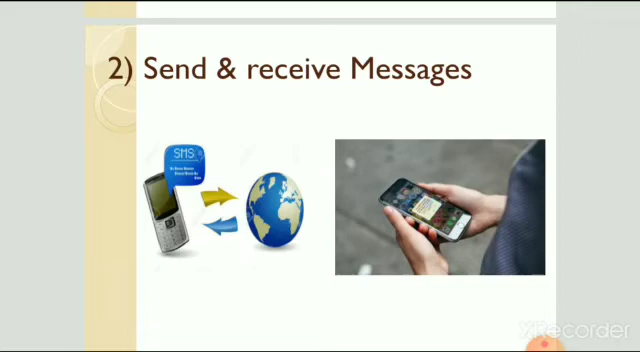 2) Send & receive Messages
SMS
XRecorder